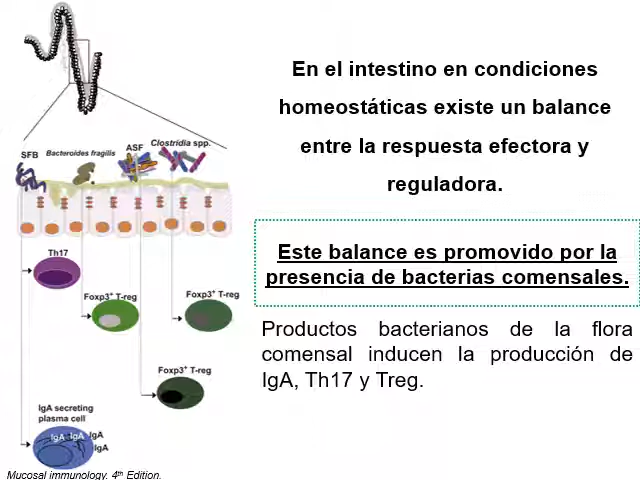 En el intestino en condiciones
homeostáticas existe un balance
entre la respuesta efectora y
reguladora.
Este balance es promovido por la
presencia de bacterias comensales.
Productos bacterianos de la flora
comensal inducen la producción de
IgA, Th17 y Treg.
SFB
Bacteroides fragilis
ASF
Clostridia spp.
Th17
Foxp3⁺ T-reg
Foxp3⁺ T-reg
Foxp3⁺ T-reg
IgA secreting
plasma cell
IgA IgA IgA
IgA
Mucosal immunology. 4th Edition.